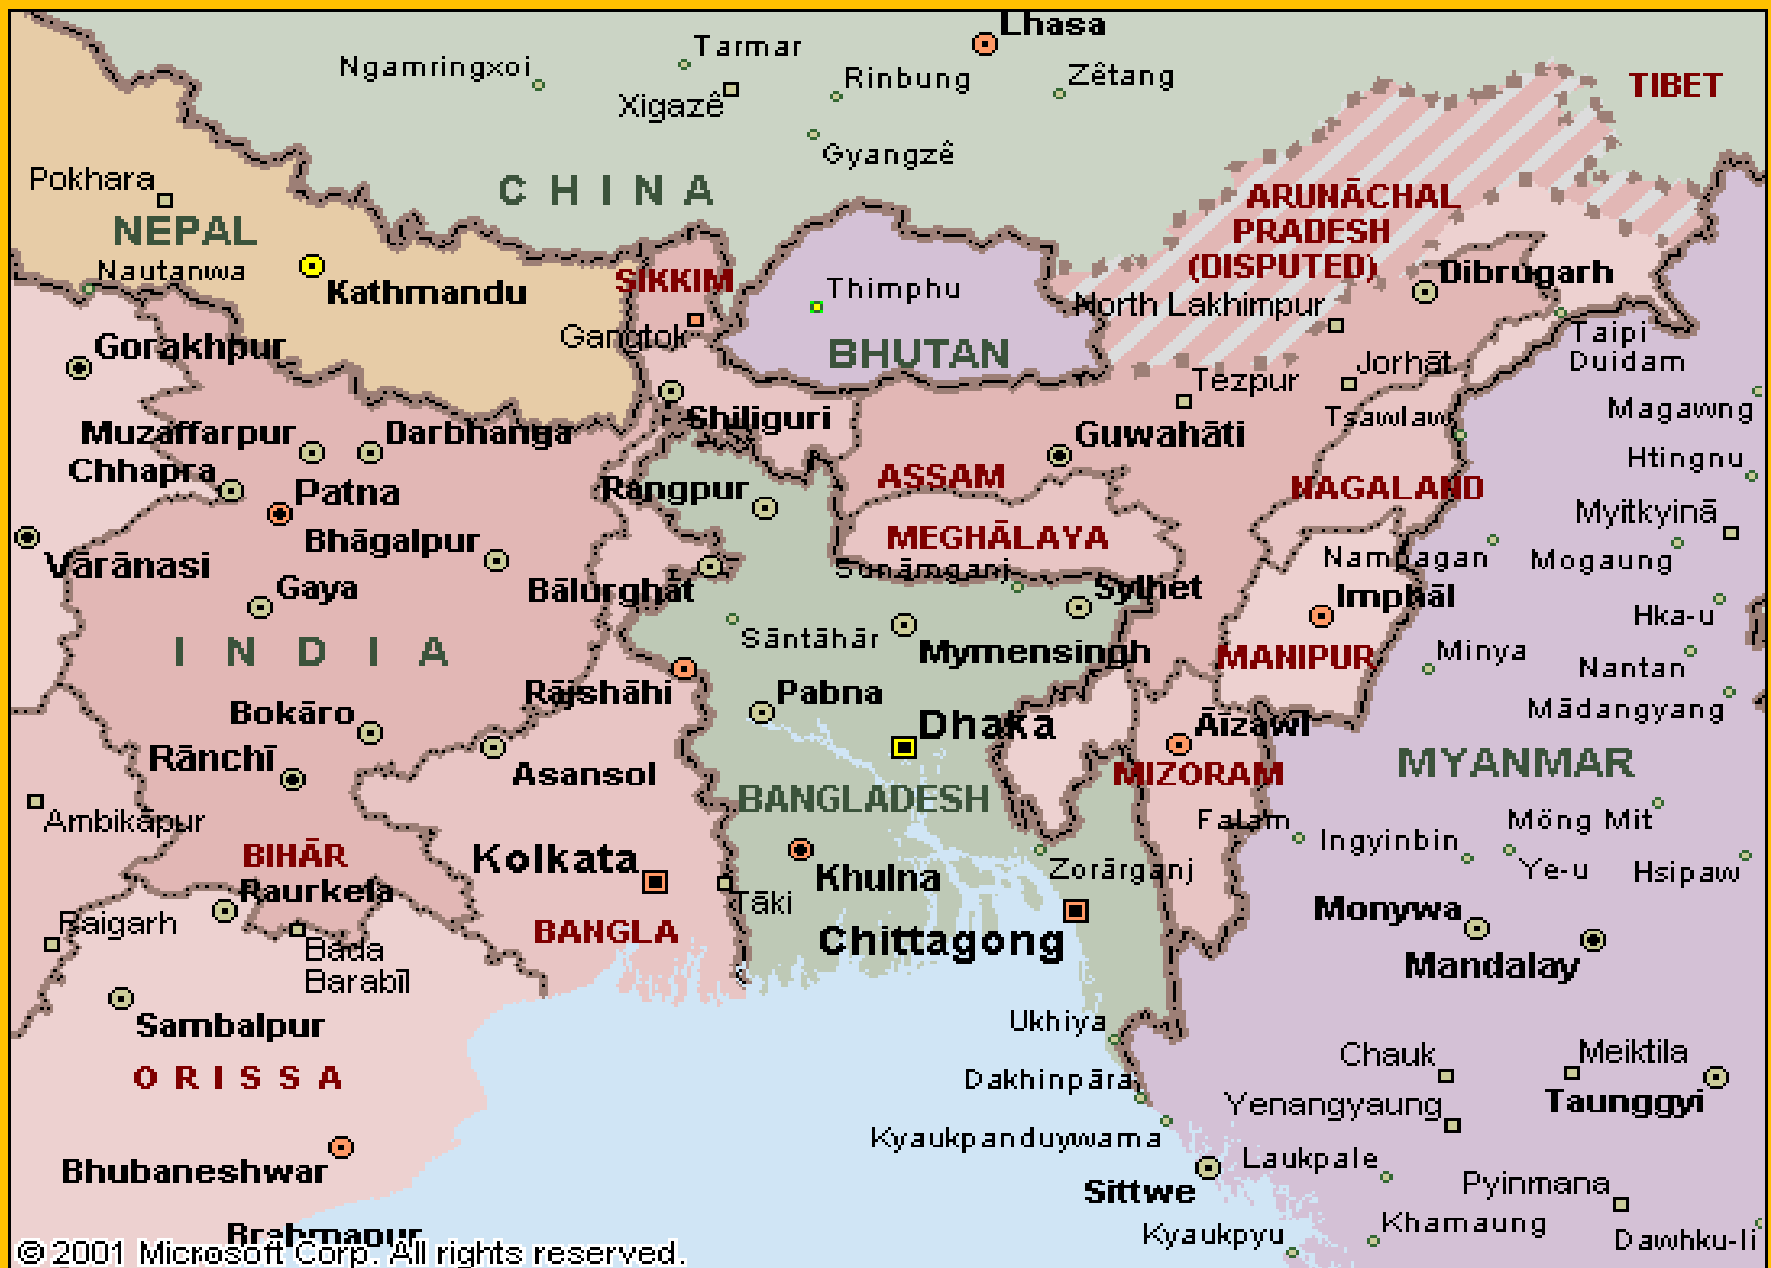 Lhasa
Tarmar
Ngamringxoi
Rinbung
Zêtang
TIBET
Xigazê
Gyangzê
Pokhara
CHINA
ARUNĀCHAL
PRADESH
(DISPUTED)
NEPAL
Nautanwa
Kathmandu
SIKKIM
Thimphu
Dibrugarh
North Lakhimpur
Gangtok
Taipi
Duidam
Gorakhpur
BHUTAN
Jorhāt
Tezpur
Magawng
Shiliguri
Tsawlaw
Muzaffarpur
Darbhanga
Guwahāti
Htingnu
Chhapra
ASSAM
NAGALAND
Patna
Rangpur
Myitkyinā
Bhāgalpur
MEGHĀLAYA
Nampagan
Mogaung
Vārānasi
Sunāmganj
Gaya
Bālurghāt
Sylhet
Imphāl
Hka-u
INDIA
Sāntāhār
Mymensingh
MANIPUR
Minya
Nantan
Rājshāhi
Pabna
Mādangyang
Bokāro
Dhaka
Āīzawl
Rānchī
Asansol
MIZORAM
MYANMAR
BANGLADESH
Ambikāpur
Falam
Ingyinbin
Möng Mit
BIHĀR
Kolkata
Khulna
Zorārganj
Ye-u
Hsipaw
Raurkela
Tāki
Raigarh
BANGLA
Chittagong
Monywa
Bada
Barabīl
Mandalay
Sambalpur
Ukhiya
Chauk
Meiktila
ORISSA
Dakhinpāra
Yenangyaung
Taunggyi
Kyaukpanduywama
Bhubaneshwar
Laukpale
Sittwe
Pyinmana
Brahmapur
Kyaukpyu
Khamaung
Dawhku-li
© 2001 Microsoft Corp. All rights reserved.